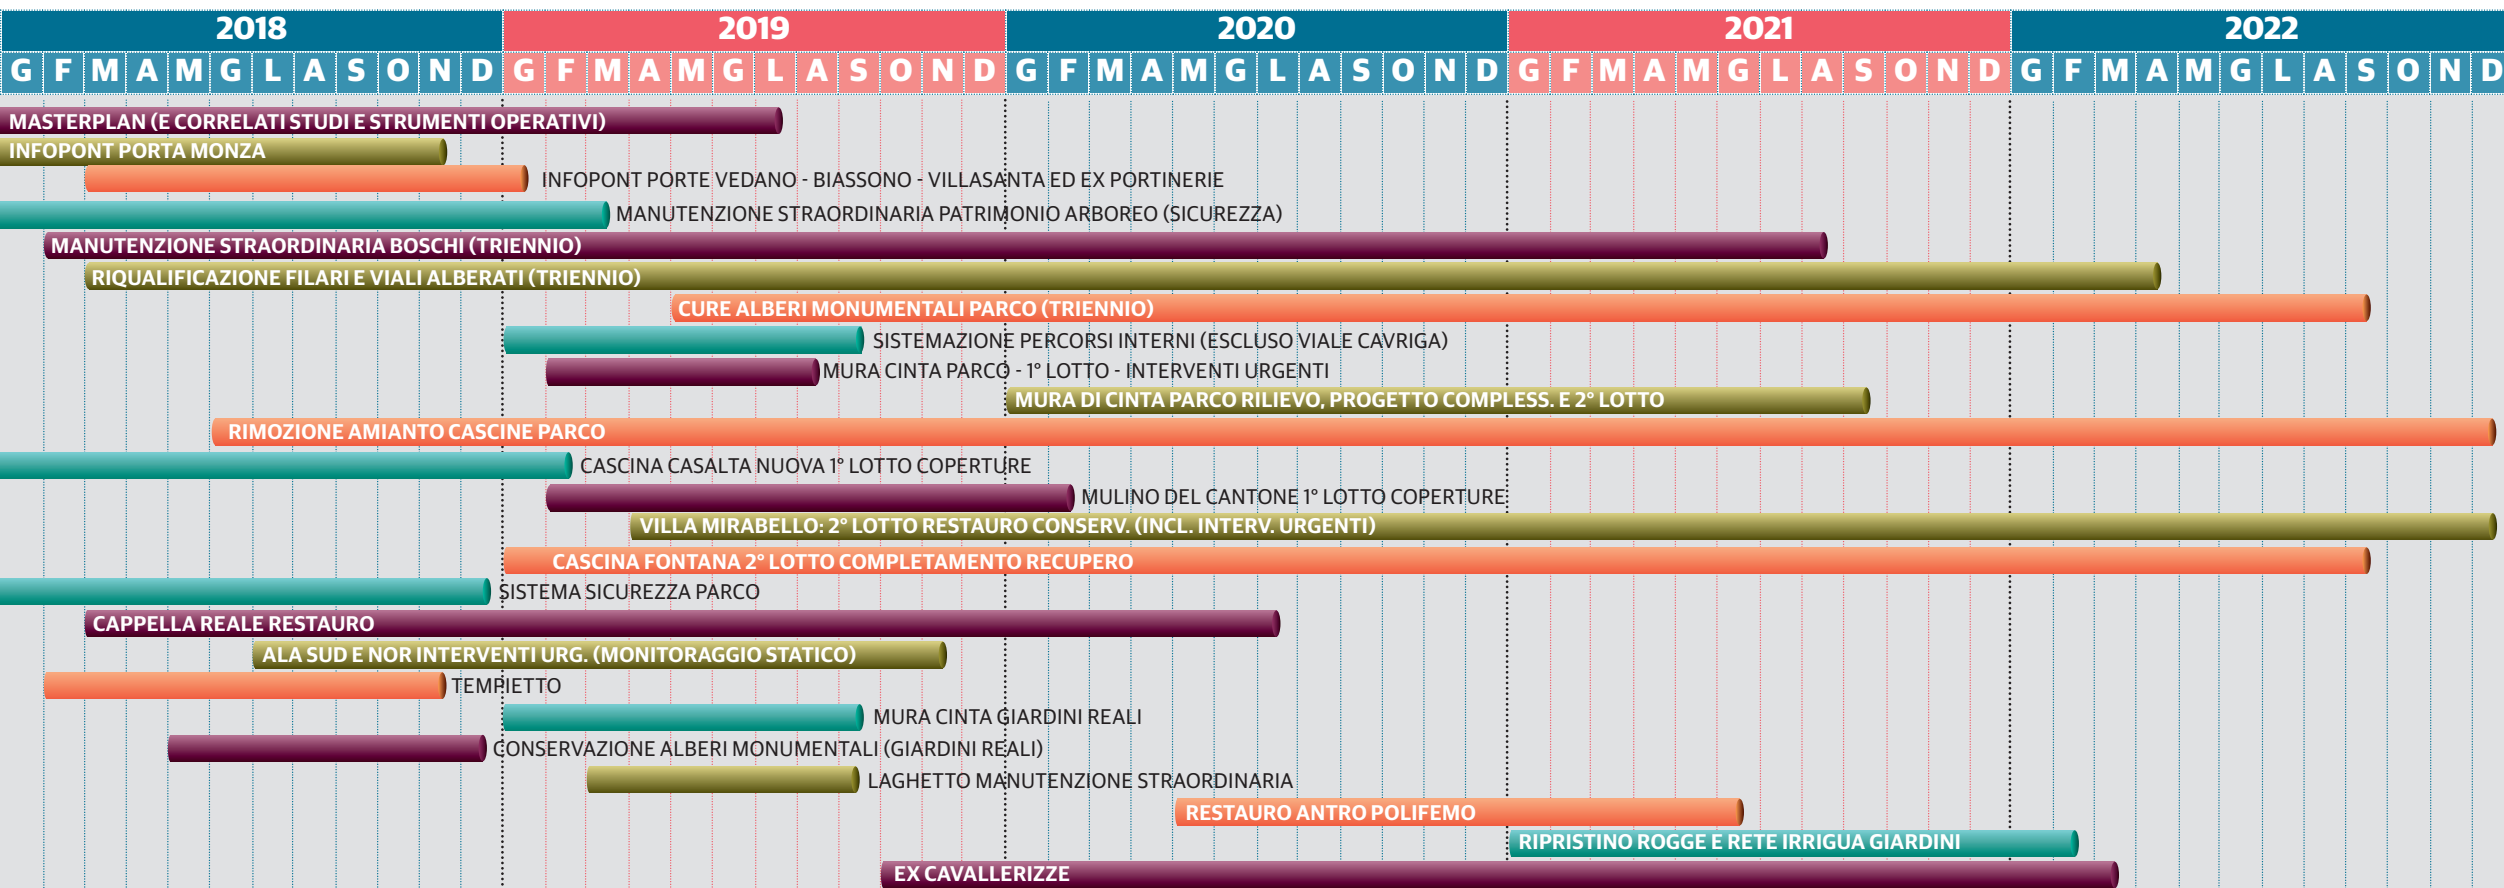 2018 2019 2020 2021 2022
G F M A M G L A S O N D G F M A M G L A S O N D G F M A M G L A S O N D G F M A M G L A S O N D G F M A M G L A S O N D
MASTERPLAN (E CORRELATI STUDI E STRUMENTI OPERATIVI)
INFOPONT PORTA MONZA
INFOPONT PORTE VEDANO - BIASSONO - VILLASANTA ED EX PORTINERIE
MANUTENZIONE STRAORDINARIA PATRIMONIO ARBOREO (SICUREZZA)
MANUTENZIONE STRAORDINARIA BOSCHI (TRIENNIO)
RIQUALIFICAZIONE FILARI E VIALI ALBERATI (TRIENNIO)
CURE ALBERI MONUMENTALI PARCO (TRIENNIO)
SISTEMAZIONE PERCORSI INTERNI (ESCLUSO VIALE CAVRIGA)
MURA CINTA PARCO - 1° LOTTO - INTERVENTI URGENTI
MURA DI CINTA PARCO RILIEVO, PROGETTO COMPLESS. E 2° LOTTO
RIMOZIONE AMIANTO CASCINE PARCO
CASCINA CASALTA NUOVA 1° LOTTO COPERTURE
MULINO DEL CANTONE 1° LOTTO COPERTURE
VILLA MIRABELLO: 2° LOTTO RESTAURO CONSERV. (INCL. INTERV. URGENTI)
CASCINA FONTANA 2° LOTTO COMPLETAMENTO RECUPERO
SISTEMA SICUREZZA PARCO
CAPPELLA REALE RESTAURO
ALA SUD E NOR INTERVENTI URG. (MONITORAGGIO STATICO)
TEMPIETTO
MURA CINTA GIARDINI REALI
CONSERVAZIONE ALBERI MONUMENTALI (GIARDINI REALI)
LAGHETTO MANUTENZIONE STRAORDINARIA
RESTAURO ANTRO POLIFEMO
RIPRISTINO ROGGE E RETE IRRIGUA GIARDINI
EX CAVALLERIZZE